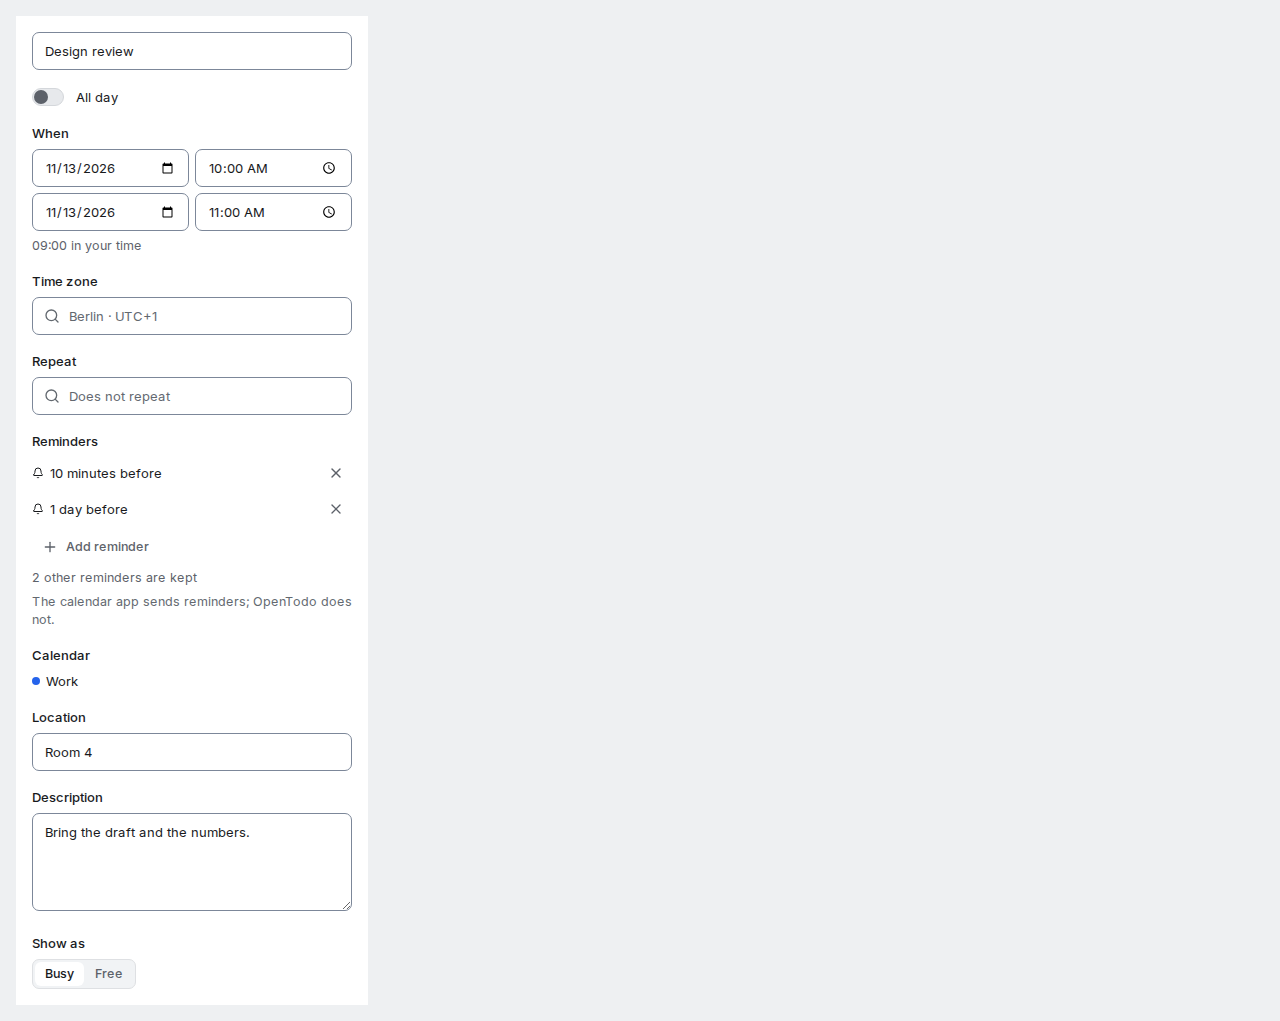 Design review
All day
When
11/13/2026 10:00 AM
11/13/2026 11:00 AM
09:00 in your time
Time zone
Berlin · UTC+1
Repeat
Does not repeat
Reminders
10 minutes before
1 day before
Add reminder
2 other reminders are kept
The calendar app sends reminders; OpenTodo does
not.
Calendar
Work
Location
Room 4
Description
Bring the draft and the numbers.
Show as
Busy Free